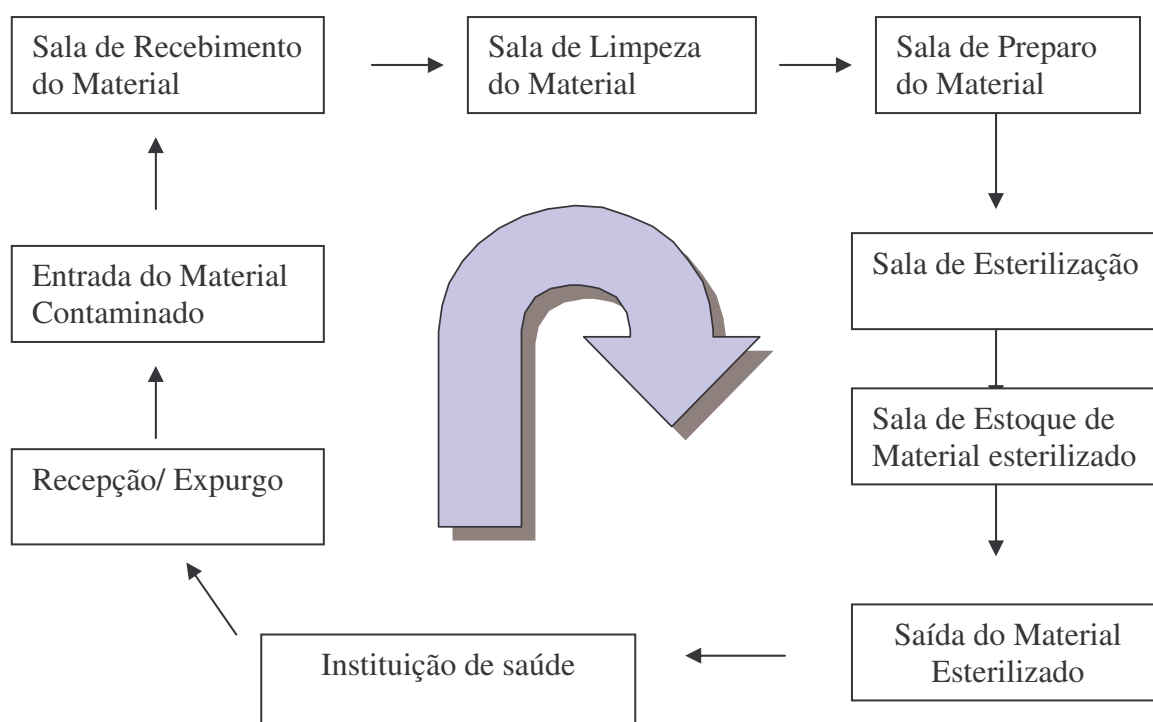 Sala de Recebimento
do Material
Sala de Limpeza
do Material
Sala de Preparo
do Material
Entrada do Material
Contaminado
Sala de Esterilização
Recepção/ Expurgo
Sala de Estoque de
Material esterilizado
Instituição de saúde
Saída do Material
Esterilizado